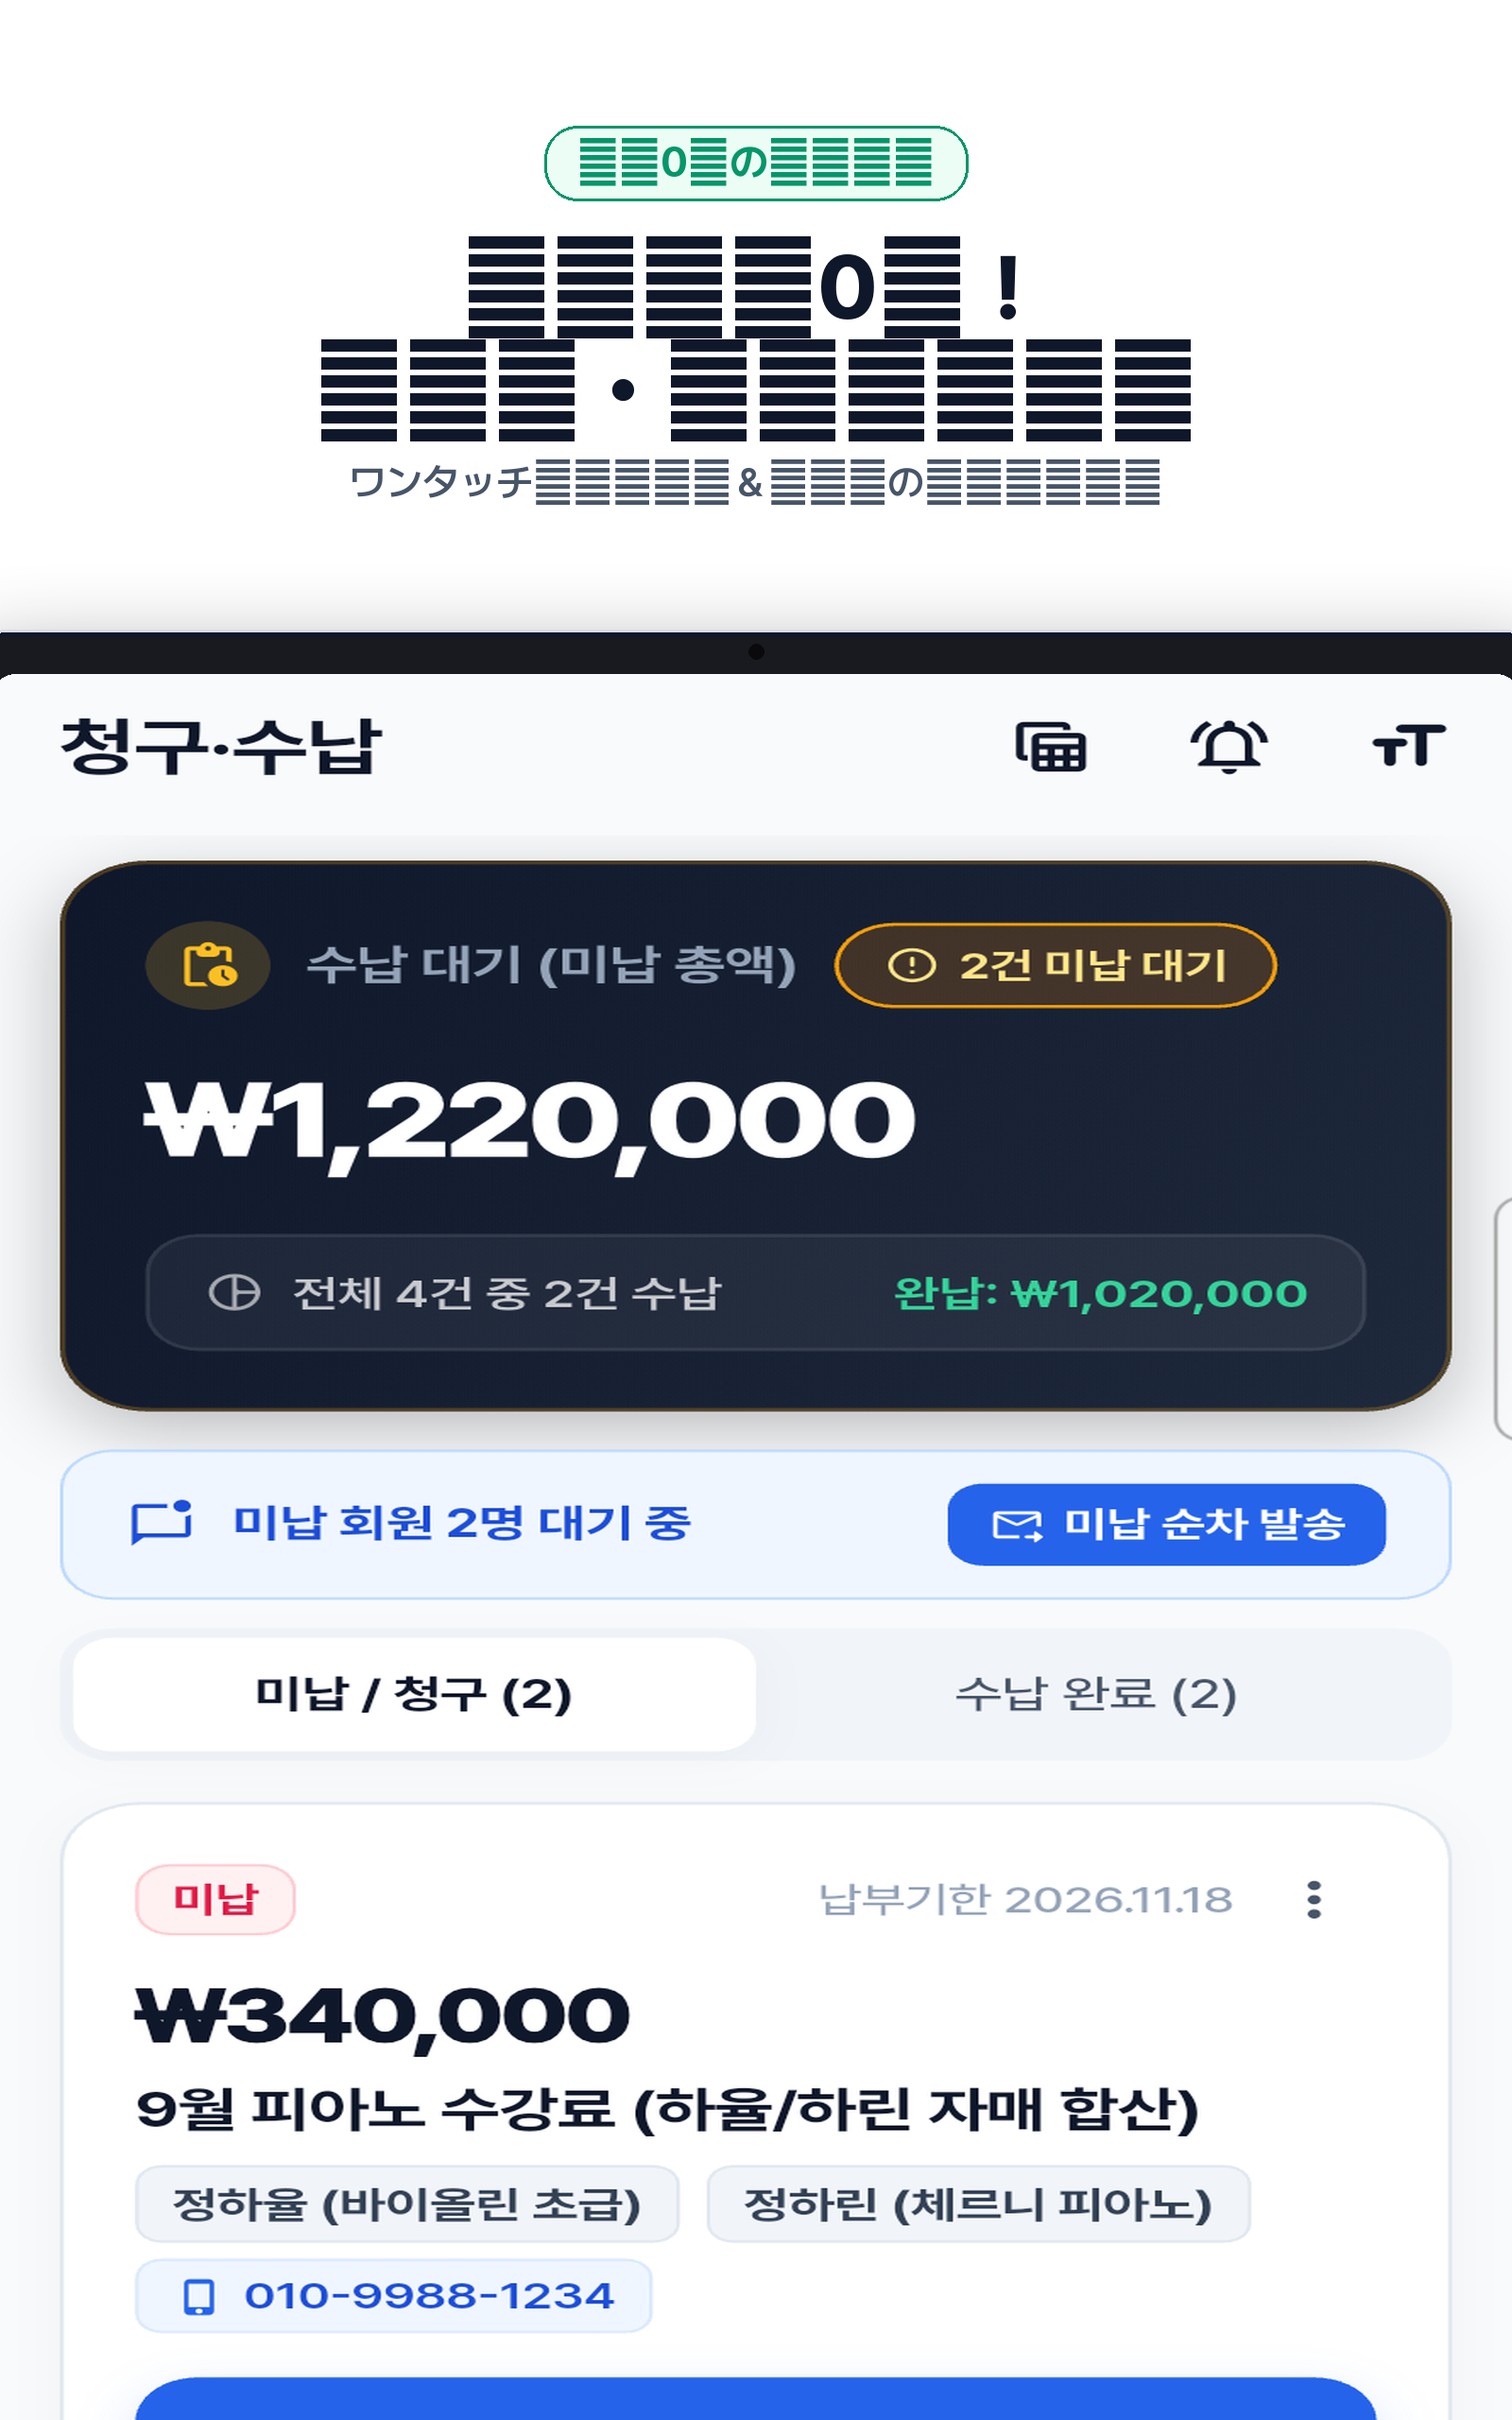 0の
0！
・
ワンタッチ&の
청구·수납
수납 대기 (미납 총액)
2건 미납 대기
₩1,220,000
전체 4건 중 2건 수납
완납: ₩1,020,000
미납 회원 2명 대기 중
미납 순차 발송
미납 / 청구 (2)
수납 완료 (2)
미납
납부기한 2026.11.18
₩340,000
9월 피아노 수강료 (하율/하린 자매 합산)
정하율 (바이올린 초급)
정하린 (체르니 피아노)
010-9988-1234